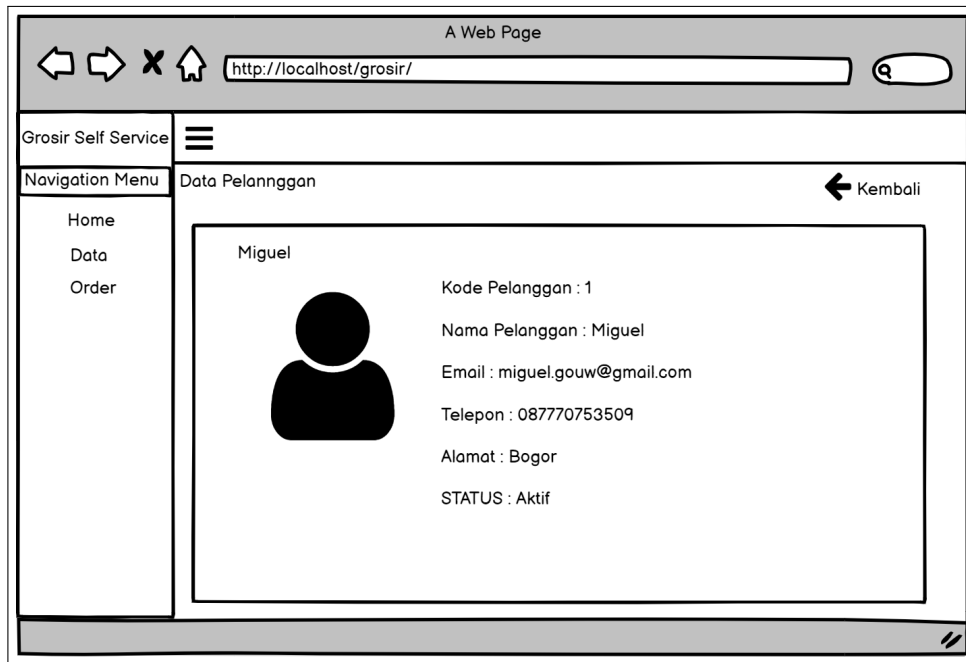 A Web Page
http://localhost/grosir/
Grosir Self Service
Navigation Menu
Home
Data
Order
Data Pelannggan
Kembali
Miguel
Kode Pelanggan : 1
Nama Pelanggan : Miguel
Email : miguel.gouw@gmail.com
Telepon : 087770753509
Alamat : Bogor
STATUS : Aktif